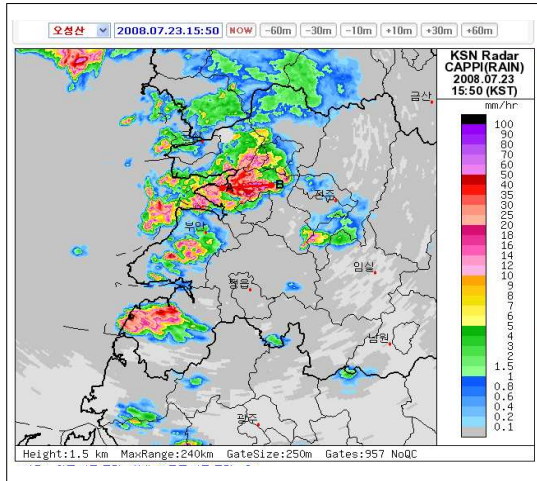 오성산 2008.07.23.15:50 NOW -60m -30m -10m +10m +30m +60m
KSN Radar
CAPPI(RAIN)
2008.07.23
15:50 (KST)
mm/hr
금산
100
90
80
70
60
50
40
35
30
25
20
18
16
14
12
10
9
8
7
6
5
4
3
2
1.5
1
0.8
0.6
0.4
0.2
0.1
A B
전주
부안
임실
정읍
남원
광주
Height:1.5 km MaxRange:240km GateSize:250m Gates:957 NoQC